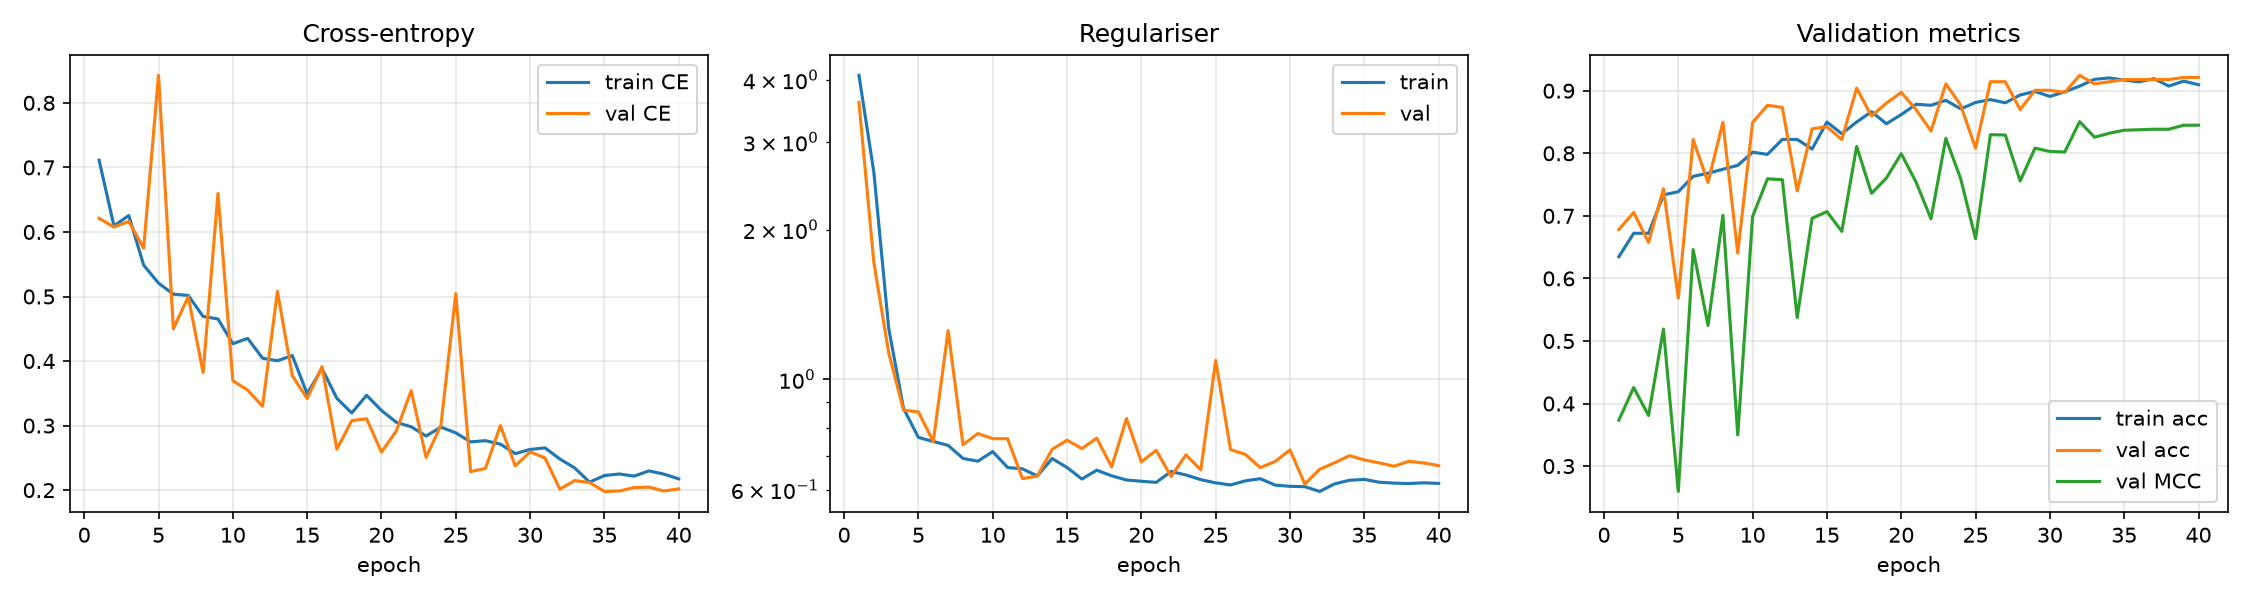 Cross-entropy
train CE
val CE
0.8
0.7
0.6
0.5
0.4
0.3
0.2
0 5 10 15 20 25 30 35 40
epoch
Regulariser
train
val
4 × 10⁰
3 × 10⁰
2 × 10⁰
10⁰
6 × 10⁻¹
0 5 10 15 20 25 30 35 40
epoch
Validation metrics
0.9
0.8
0.7
0.6
0.5
0.4
0.3
train acc
val acc
val MCC
0 5 10 15 20 25 30 35 40
epoch